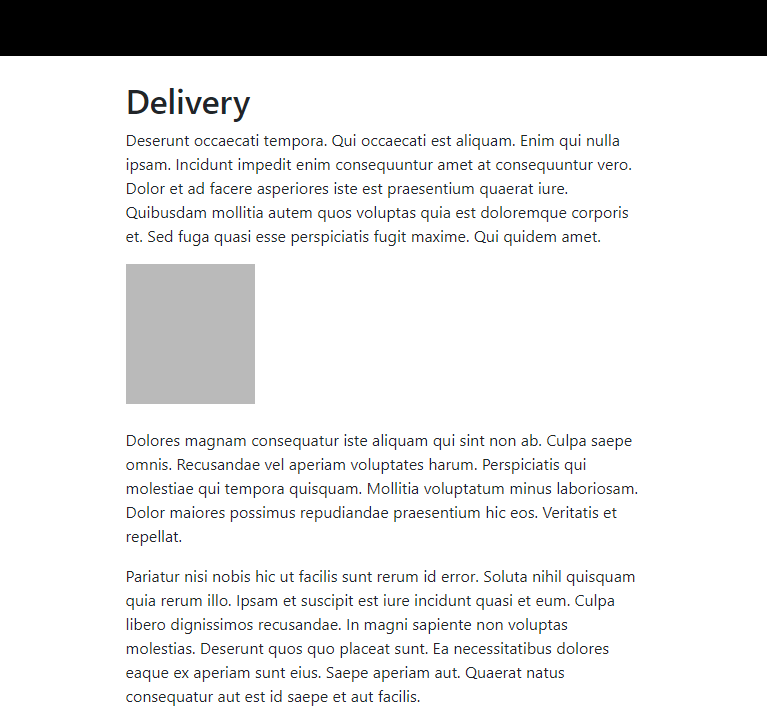 Delivery
Deserunt occaecati tempora. Qui occaecati est aliquam. Enim qui nulla
ipsam. Incidunt impedit enim consequuntur amet at consequuntur vero.
Dolor et ad facere asperiores iste est praesentium quaerat iure.
Quibusdam mollitia autem quos voluptas quia est doloremque corporis
et. Sed fuga quasi esse perspiciatis fugit maxime. Qui quidem amet.
Dolores magnam consequatur iste aliquam qui sint non ab. Culpa saepe
omnis. Recusandae vel aperiam voluptates harum. Perspiciatis qui
molestiae qui tempora quisquam. Mollitia voluptatum minus laboriosam.
Dolor maiores possimus repudiandae praesentium hic eos. Veritatis et
repellat.
Pariatur nisi nobis hic ut facilis sunt rerum id error. Soluta nihil quisquam
quia rerum illo. Ipsam et suscipit est iure incidunt quasi et eum. Culpa
libero dignissimos recusandae. In magni sapiente non voluptas
molestias. Deserunt quos quo placeat sunt. Ea necessitatibus dolores
eaque ex aperiam sunt eius. Saepe aperiam aut. Quaerat natus
consequatur aut est id saepe et aut facilis.